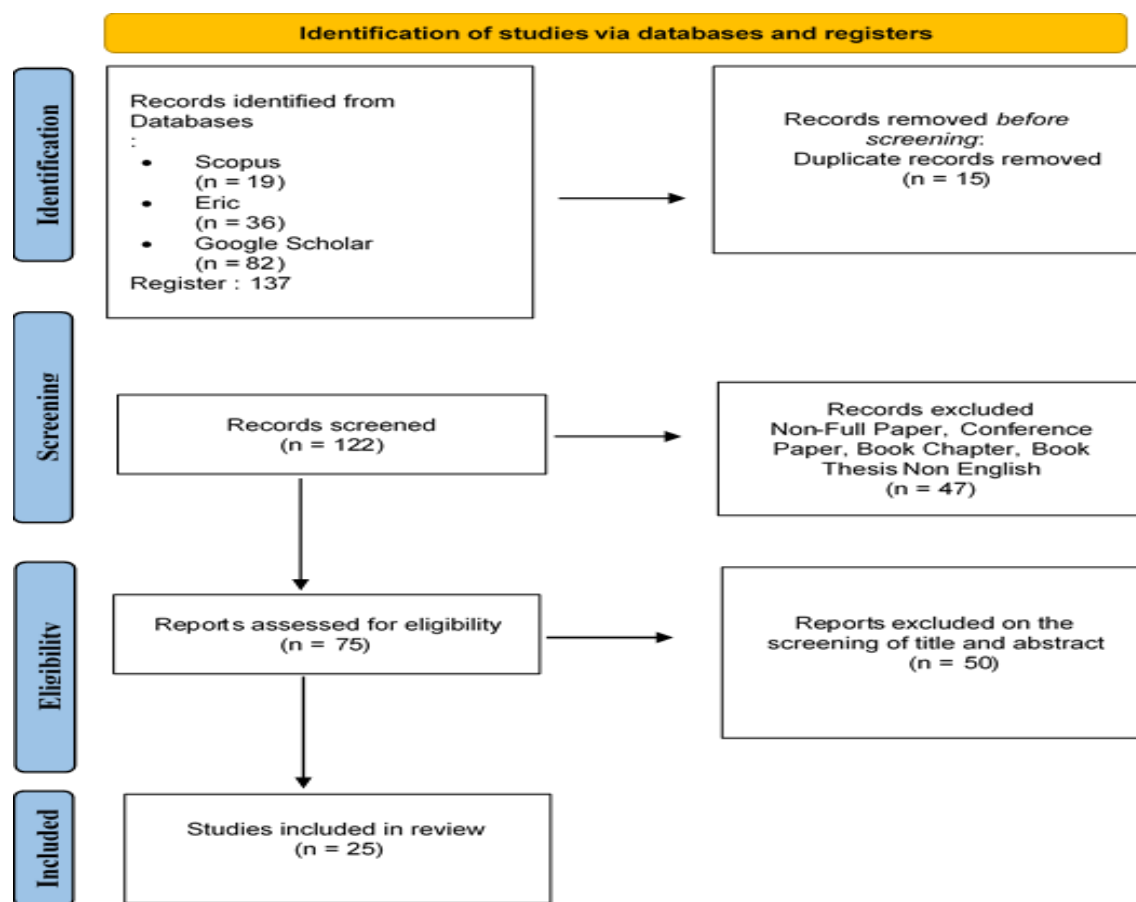 Identification of studies via databases and registers
Identification
Records identified from
Databases
:
• Scopus
(n = 19)
• Eric
(n = 36)
• Google Scholar
(n = 82)
Register : 137
Records removed before
screening:
Duplicate records removed
(n = 15)
Screening
Records screened
(n = 122)
Records excluded
Non-Full Paper, Conference
Paper, Book Chapter, Book
Thesis Non English
(n = 47)
Eligibility
Reports assessed for eligibility
(n = 75)
Reports excluded on the
screening of title and abstract
(n = 50)
Included
Studies included in review
(n = 25)